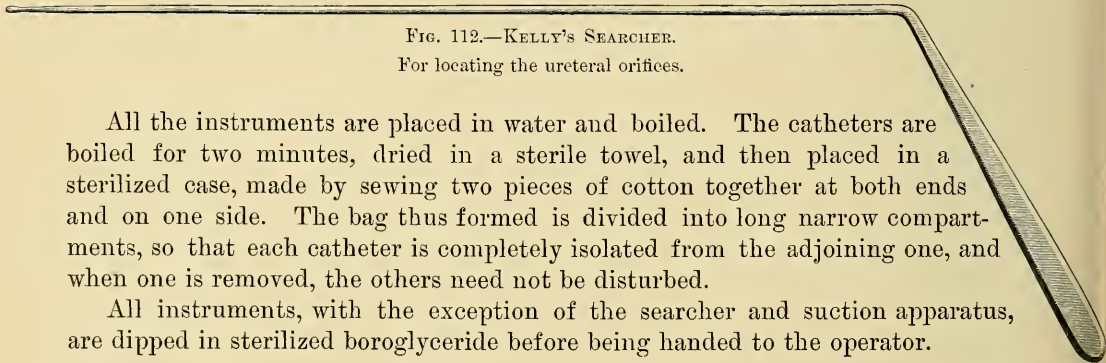 Fig. 112.—Kelly's Searcher.
For locating the ureteral orifices.
All the instruments are placed in water and boiled. The catheters are
boiled for two minutes, dried in a sterile towel, and then placed in a
sterilized case, made by sewing two pieces of cotton together at both ends
and on one side. The bag thus formed is divided into long narrow compart-
ments, so that each catheter is completely isolated from the adjoining one, and
when one is removed, the others need not be disturbed.
All instruments, with the exception of the searcher and suction apparatus,
are dipped in sterilized boroglyceride before being handed to the operator.